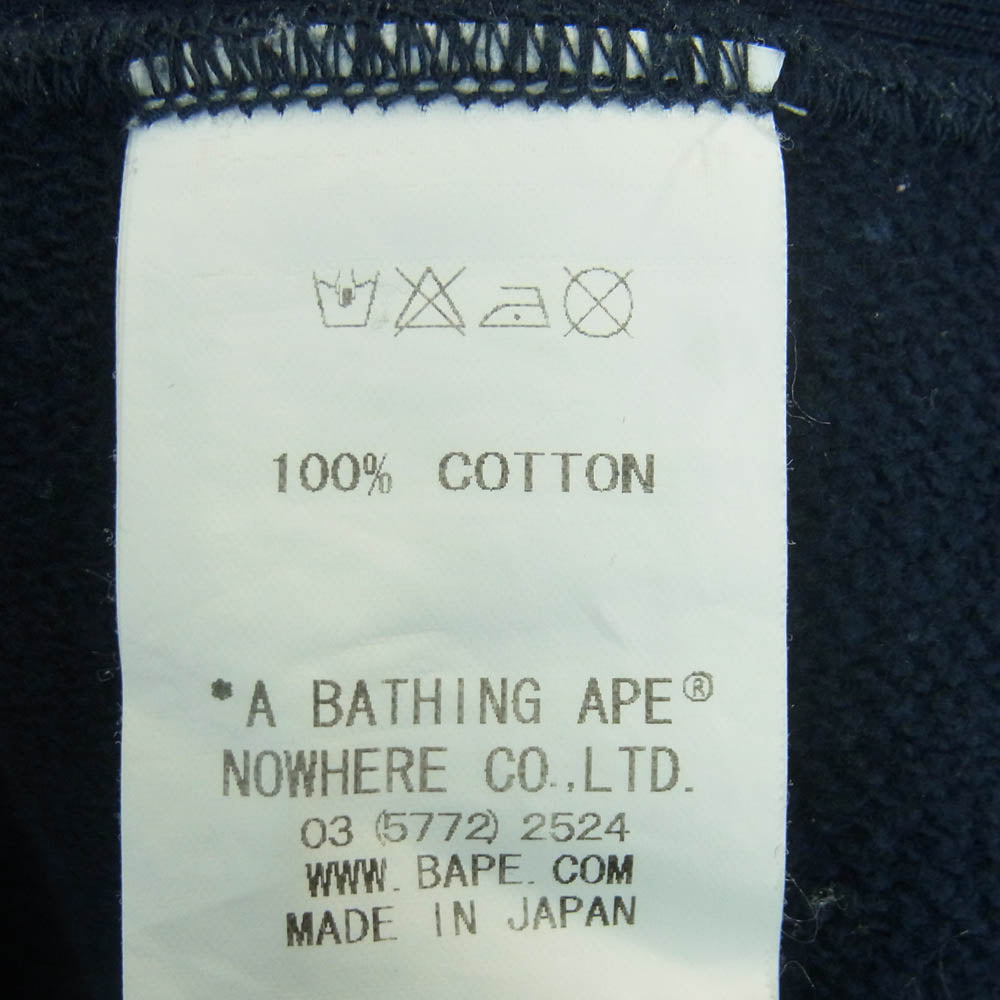 100% COTTON
*A BATHING APE®
NOWHERE CO.,LTD.
03 (5772) 2524
WWW.BAPE.COM
MADE IN JAPAN